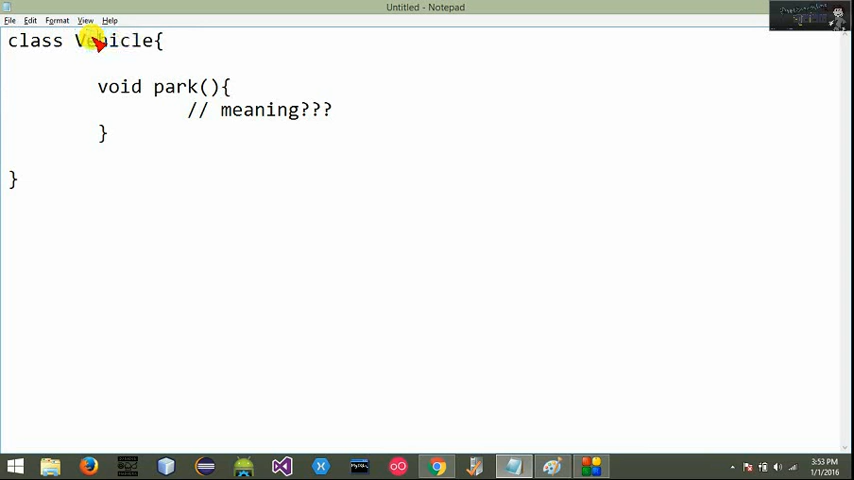 Untitled - Notepad
File Edit Format View Help
class Vehicle{
void park(){
// meaning???
}
}
3:53 PM
1/1/2016